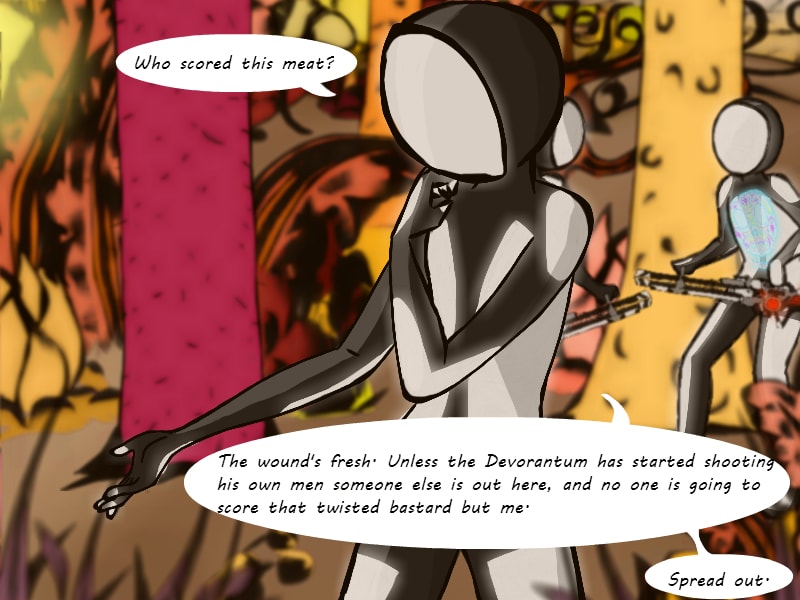 Who scored this meat?
The wound's fresh. Unless the Devorantum has started shooting
his own men someone else is out here, and no one is going to
score that twisted bastard but me.
Spread out.